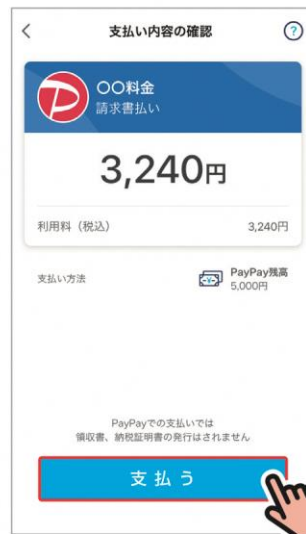 支払い内容の確認
?
〇〇料金
請求書払い
3,240円
利用料（税込） 3,240円
支払い方法 PayPay残高
5,000円
PayPayでの支払いでは
領収書、納税証明書の発行はされません
支払う